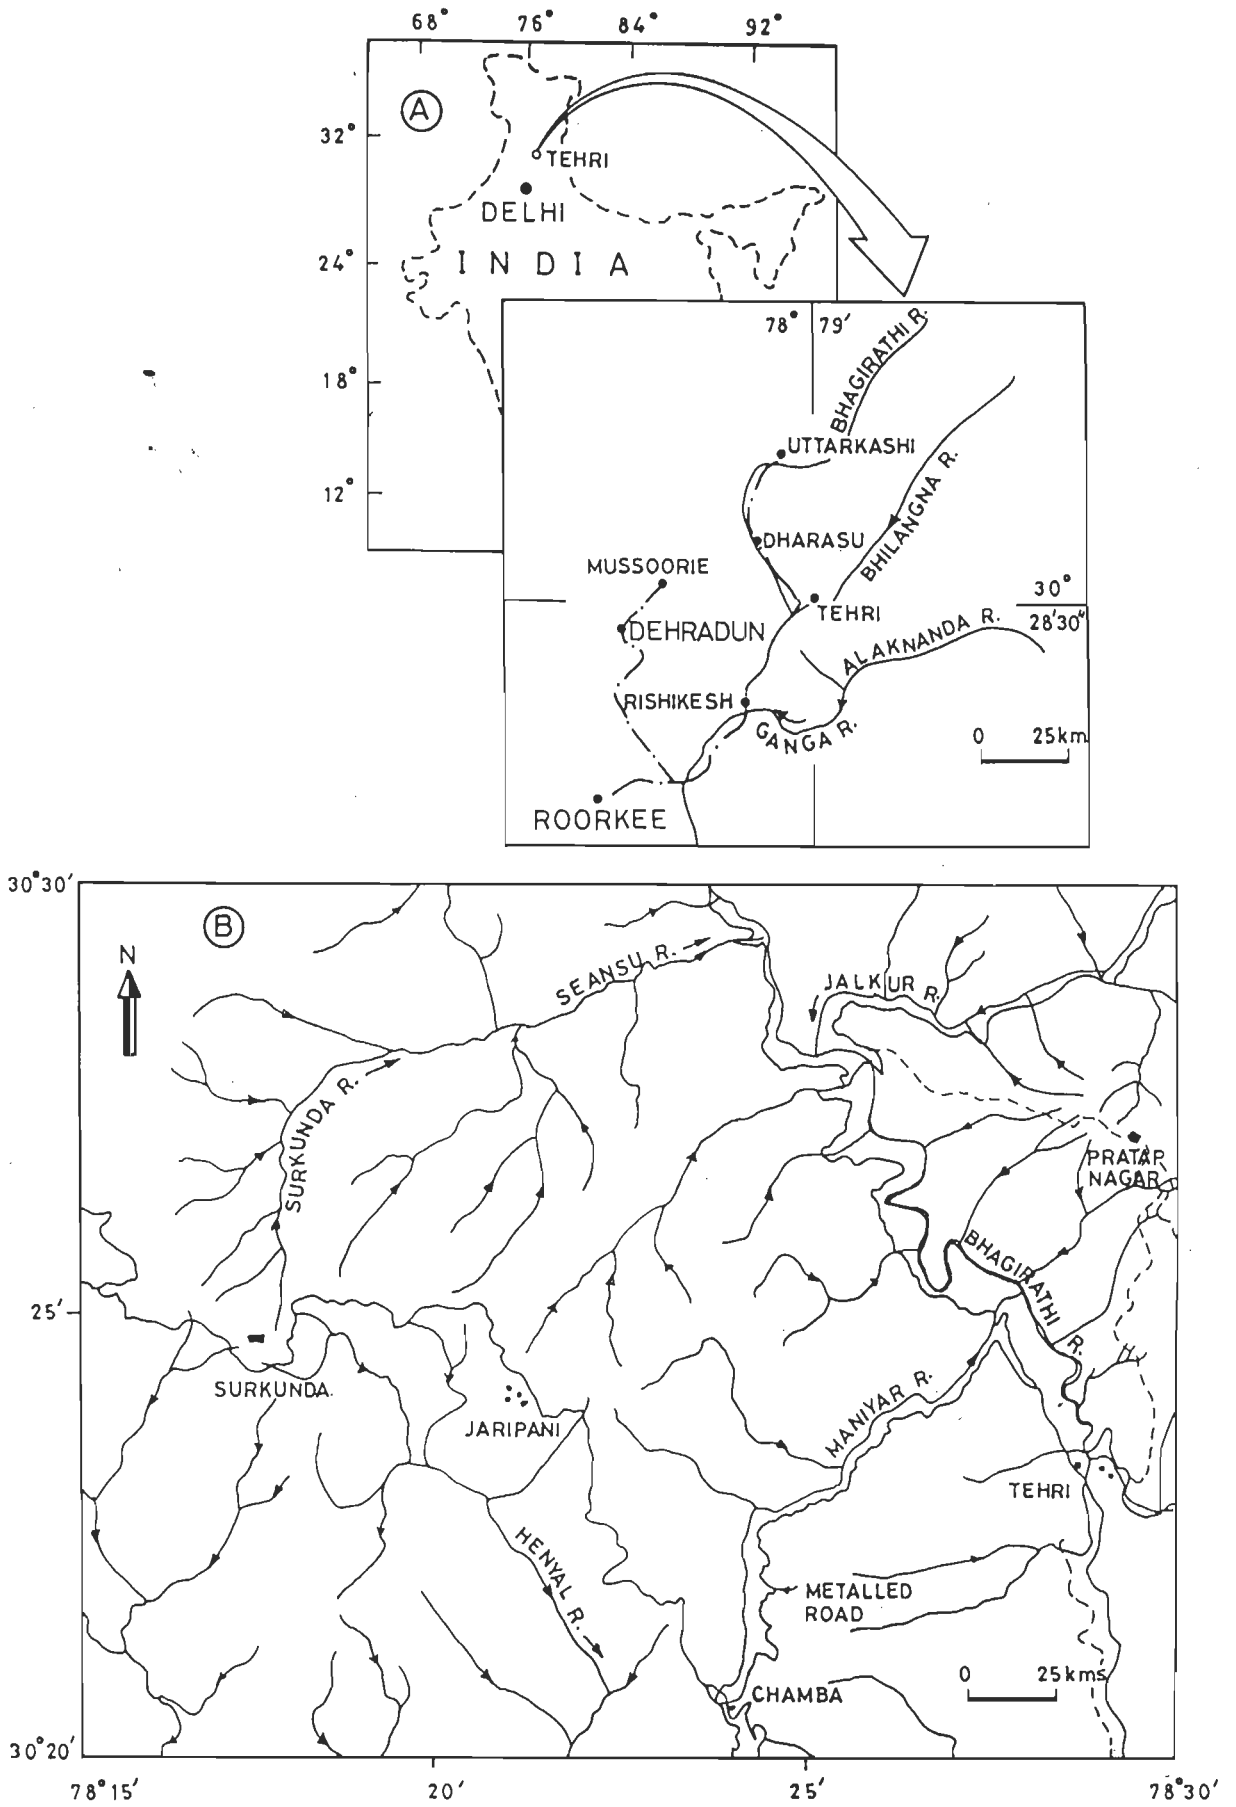 68° 76° 84° 92°
A
32°
TEHRI
DELHI
24°
INDIA
18°
12°
78° 79'
BHAGIRATHI R.
UTTARKASHI
BHILANGNA R.
DHARASU
MUSSOORIE
30°
28'30"
TEHRI
DEHRADUN
ALAKNANDA R.
RISHIKESH
GANGA R.
0 25km
ROORKEE
30°30'
B
N
SEANSU R.
JALKUR R.
SURKUNDA R.
PRATAP
NAGAR
BHAGIRATHI R.
25'
SURKUNDA
JARIPANI
MANIYAR R.
TEHRI
HENYAL R.
METALLED
ROAD
0 25kms
CHAMBA
30°20'
78°15' 20' 25' 78°30'